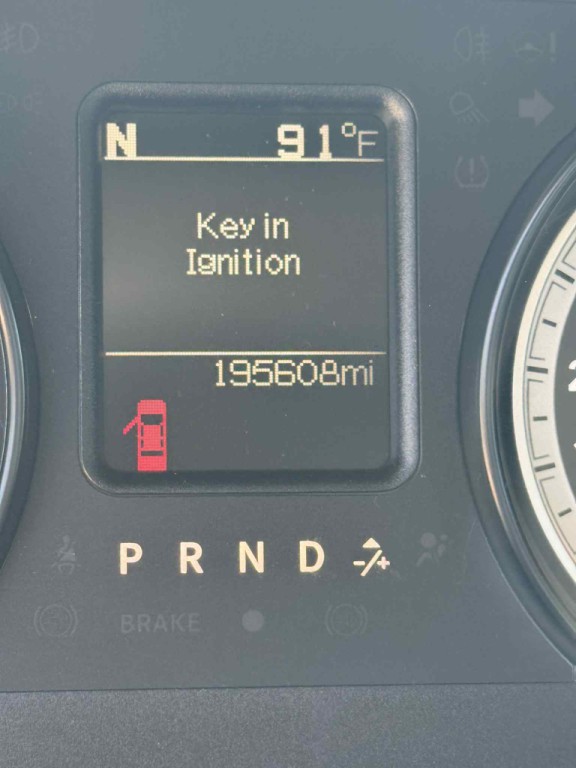 N 91°F
Key in
Ignition
195608mi
P R N D -/+
BRAKE